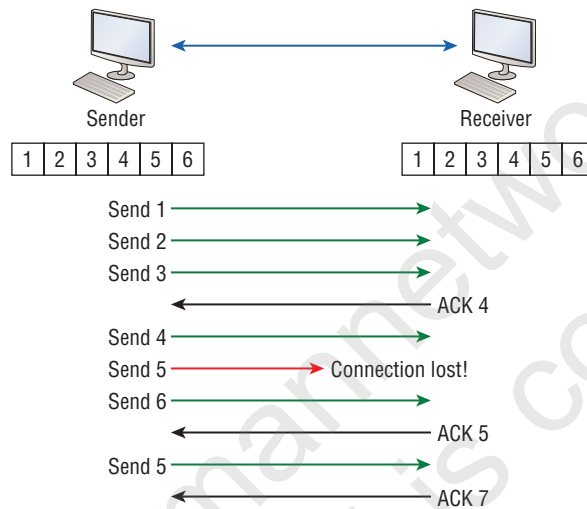 Sender
Receiver
1 2 3 4 5 6
1 2 3 4 5 6
Send 1
Send 2
Send 3
ACK 4
Send 4
Send 5
Connection lost!
Send 6
ACK 5
Send 5
ACK 7